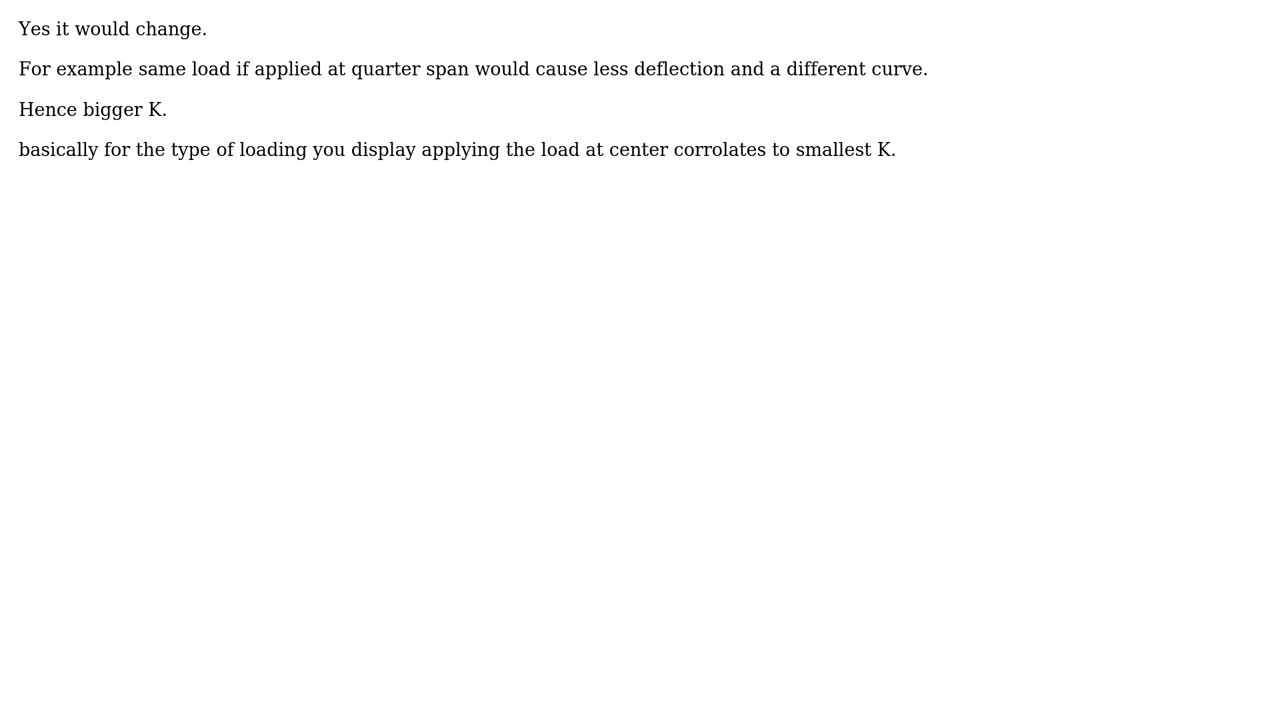 Yes it would change.
For example same load if applied at quarter span would cause less deflection and a different curve.
Hence bigger K.
basically for the type of loading you display applying the load at center corrolates to smallest K.